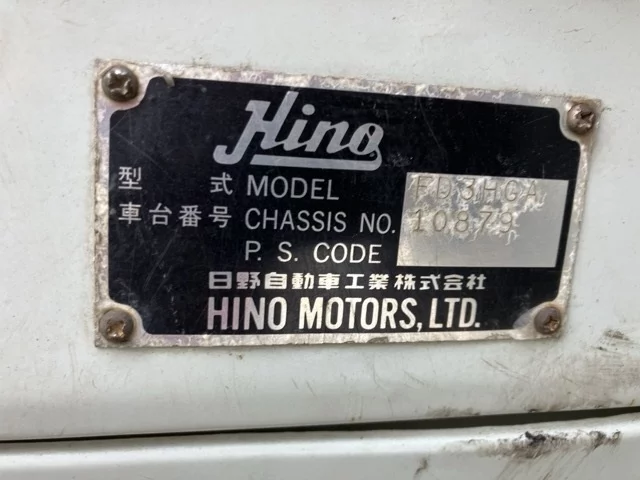 Hino
型 式 MODEL FD3HGA
車台番号 CHASSIS NO. 10879
P. S. CODE
日野自動車工業株式会社
HINO MOTORS, LTD.